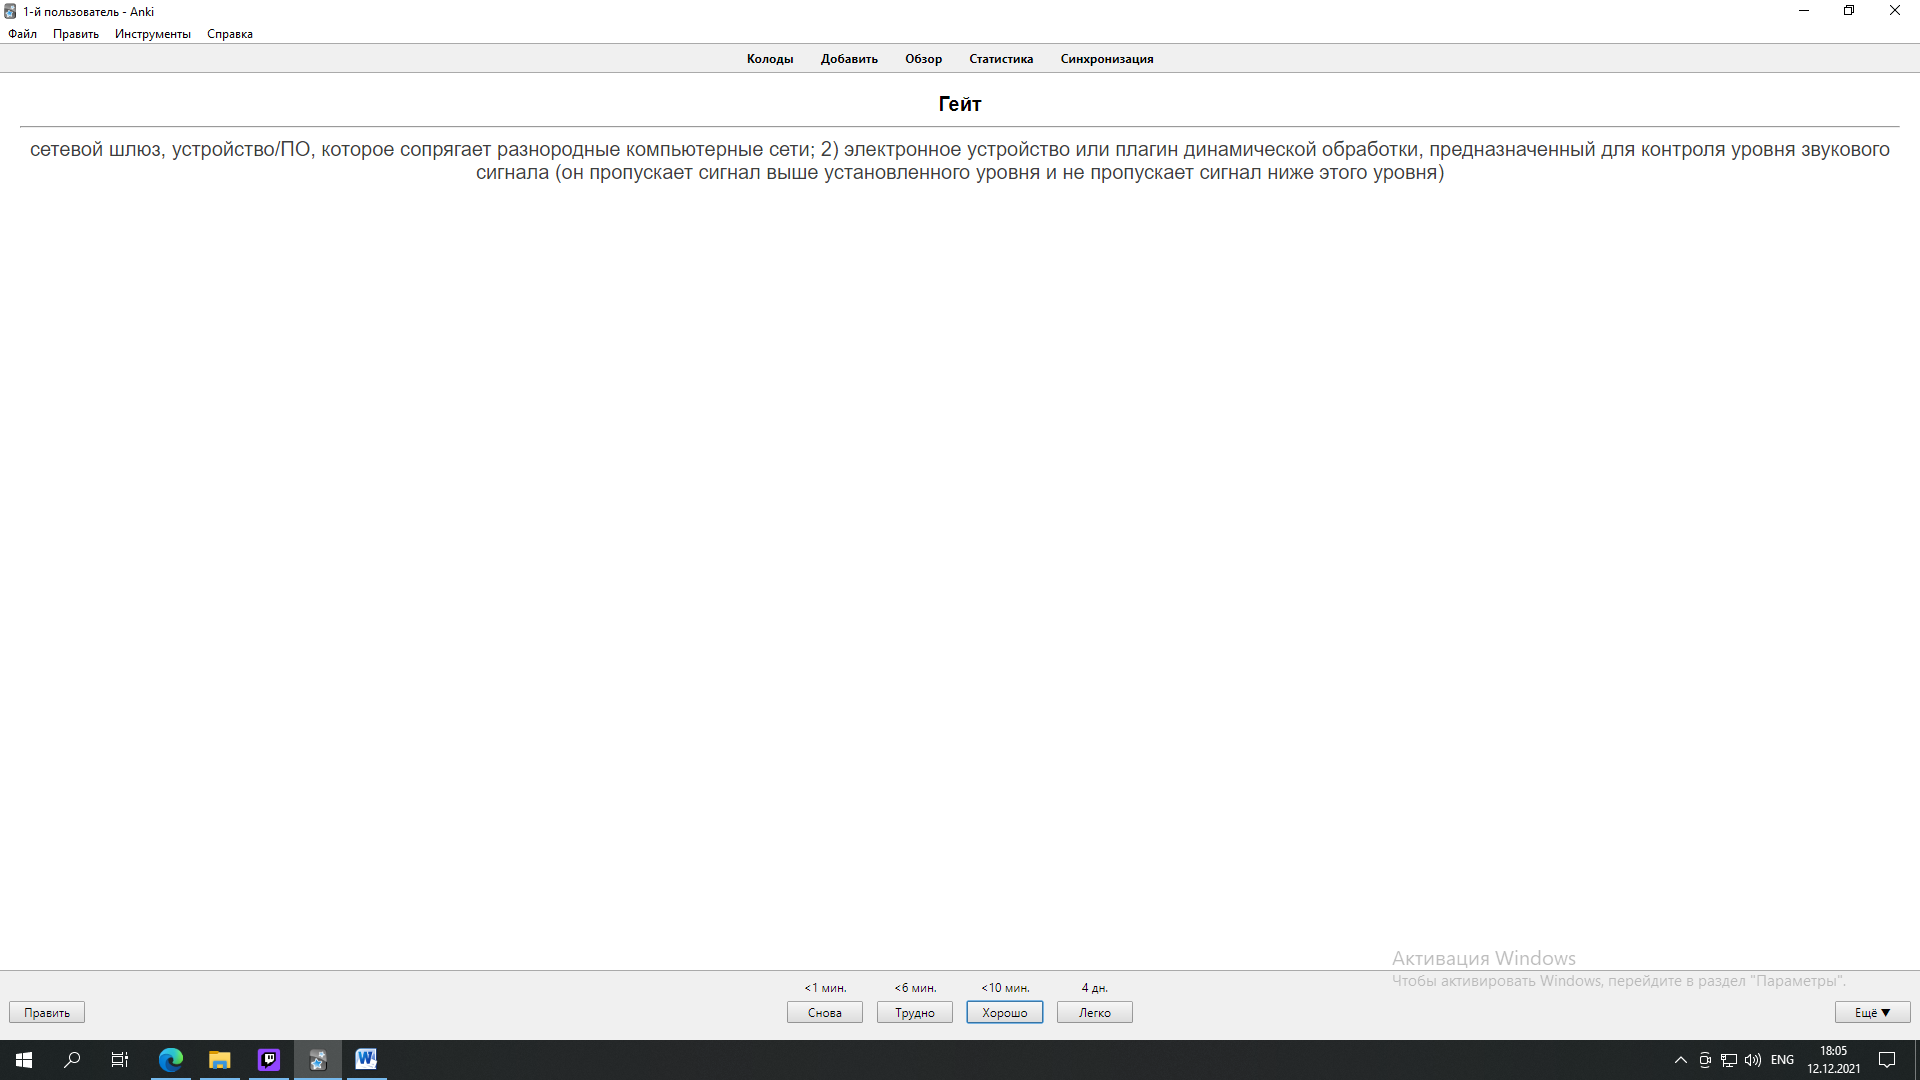 1-й пользователь - Anki
Файл Править Инструменты Справка
Колоды Добавить Обзор Статистика Синхронизация
Гейт
сетевой шлюз, устройство/ПО, которое сопрягает разнородные компьютерные сети; 2) электронное устройство или плагин динамической обработки, предназначенный для контроля уровня звукового
сигнала (он пропускает сигнал выше установленного уровня и не пропускает сигнал ниже этого уровня)
Активация Windows
Чтобы активировать Windows, перейдите в раздел "Параметры".
<1 мин. <6 мин. <10 мин. 4 дн.
Править Снова Трудно Хорошо Легко Ещё ▼
ENG 18:05
12.12.2021